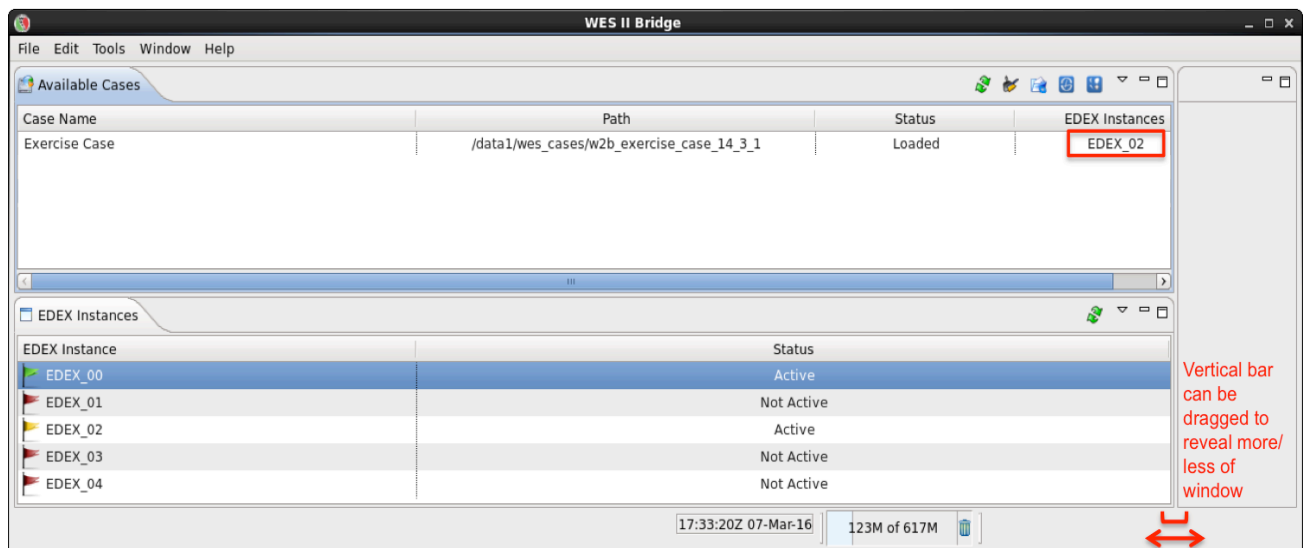 WES II Bridge
File Edit Tools Window Help
Available Cases
Case Name Path Status EDEX Instances
Exercise Case /data1/wes_cases/w2b_exercise_case_14_3_1 Loaded EDEX_02
EDEX Instances
EDEX Instance Status
EDEX_00 Active
EDEX_01 Not Active
EDEX_02 Active
EDEX_03 Not Active
EDEX_04 Not Active
Vertical bar
can be
dragged to
reveal more/
less of
window
17:33:20Z 07-Mar-16 123M of 617M